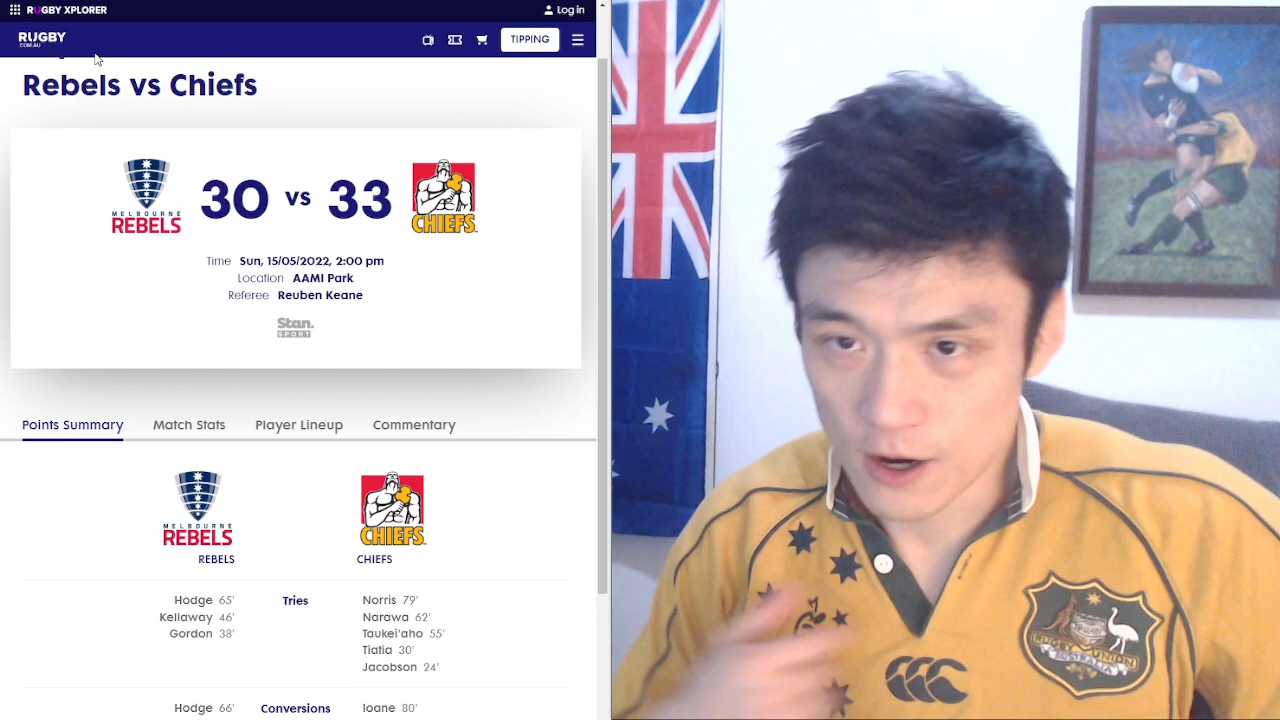 RUGBY XPLORER
Log in
RUGBY
.COM.AU
TIPPING
Rebels vs Chiefs
MELBOURNE
REBELS
30 vs 33
CHIEFS
Time Sun, 15/05/2022, 2:00 pm
Location AAMI Park
Referee Reuben Keane
Stan.
SPORT
Points Summary Match Stats Player Lineup Commentary
MELBOURNE
REBELS
CHIEFS
REBELS CHIEFS
Hodge 65' Tries Norris 79'
Kellaway 46' Narawa 62'
Gordon 38' Taukei'aho 55'
Tiatia 30'
Jacobson 24'
Hodge 66' Conversions Ioane 80'
RUGBY UNION
AUSTRALIA